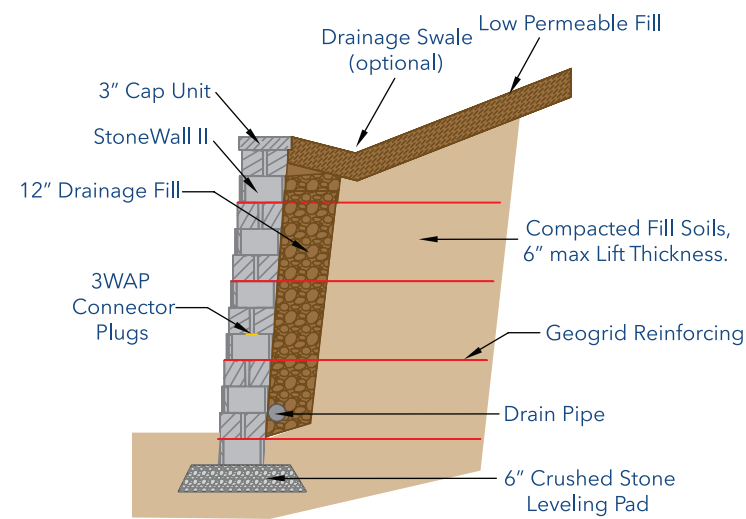 Low Permeable Fill
Drainage Swale
(optional)
3” Cap Unit
StoneWall II
12” Drainage Fill
Compacted Fill Soils,
6” max Lift Thickness.
3WAP
Connector
Plugs
Geogrid Reinforcing
Drain Pipe
6” Crushed Stone
Leveling Pad